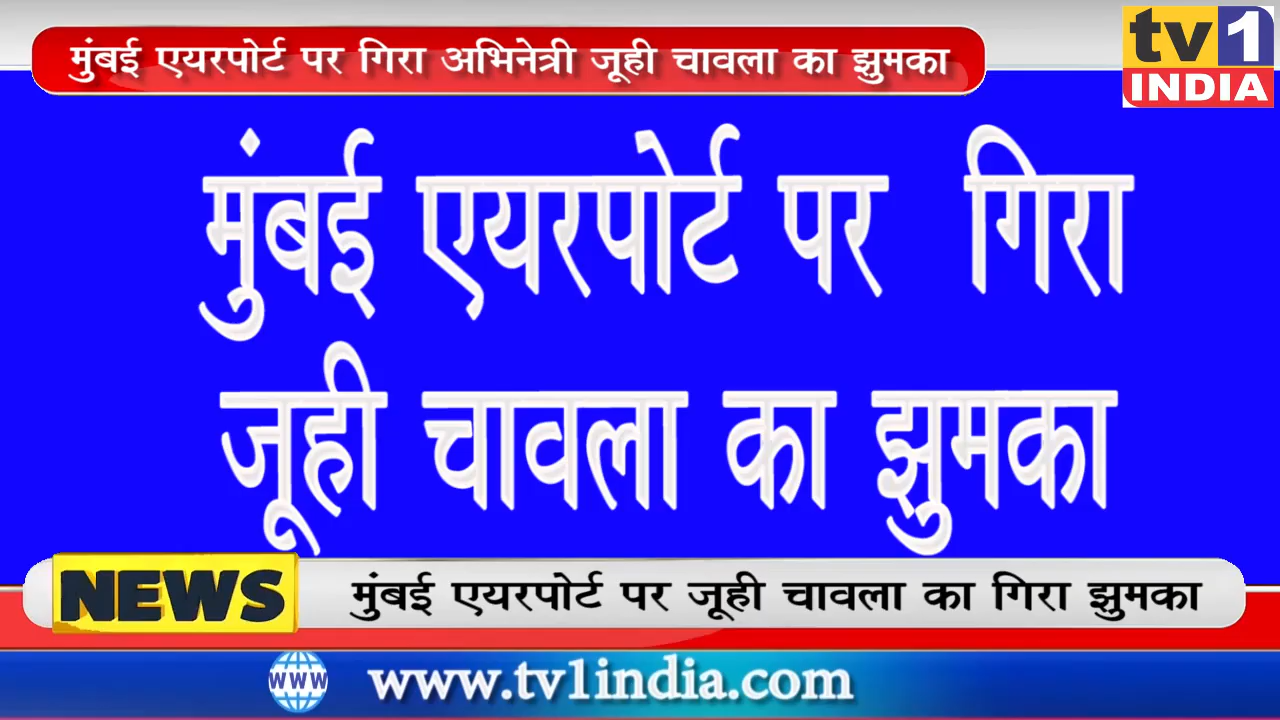 मुंबई एयरपोर्ट पर गिरा अभिनेत्री जूही चावला का झुमका
tv1
INDIA
मुंबई एयरपोर्ट पर गिरा
जूही चावला का झुमका
NEWS
मुंबई एयरपोर्ट पर जूही चावला का गिरा झुमका
www
www.tv1india.com